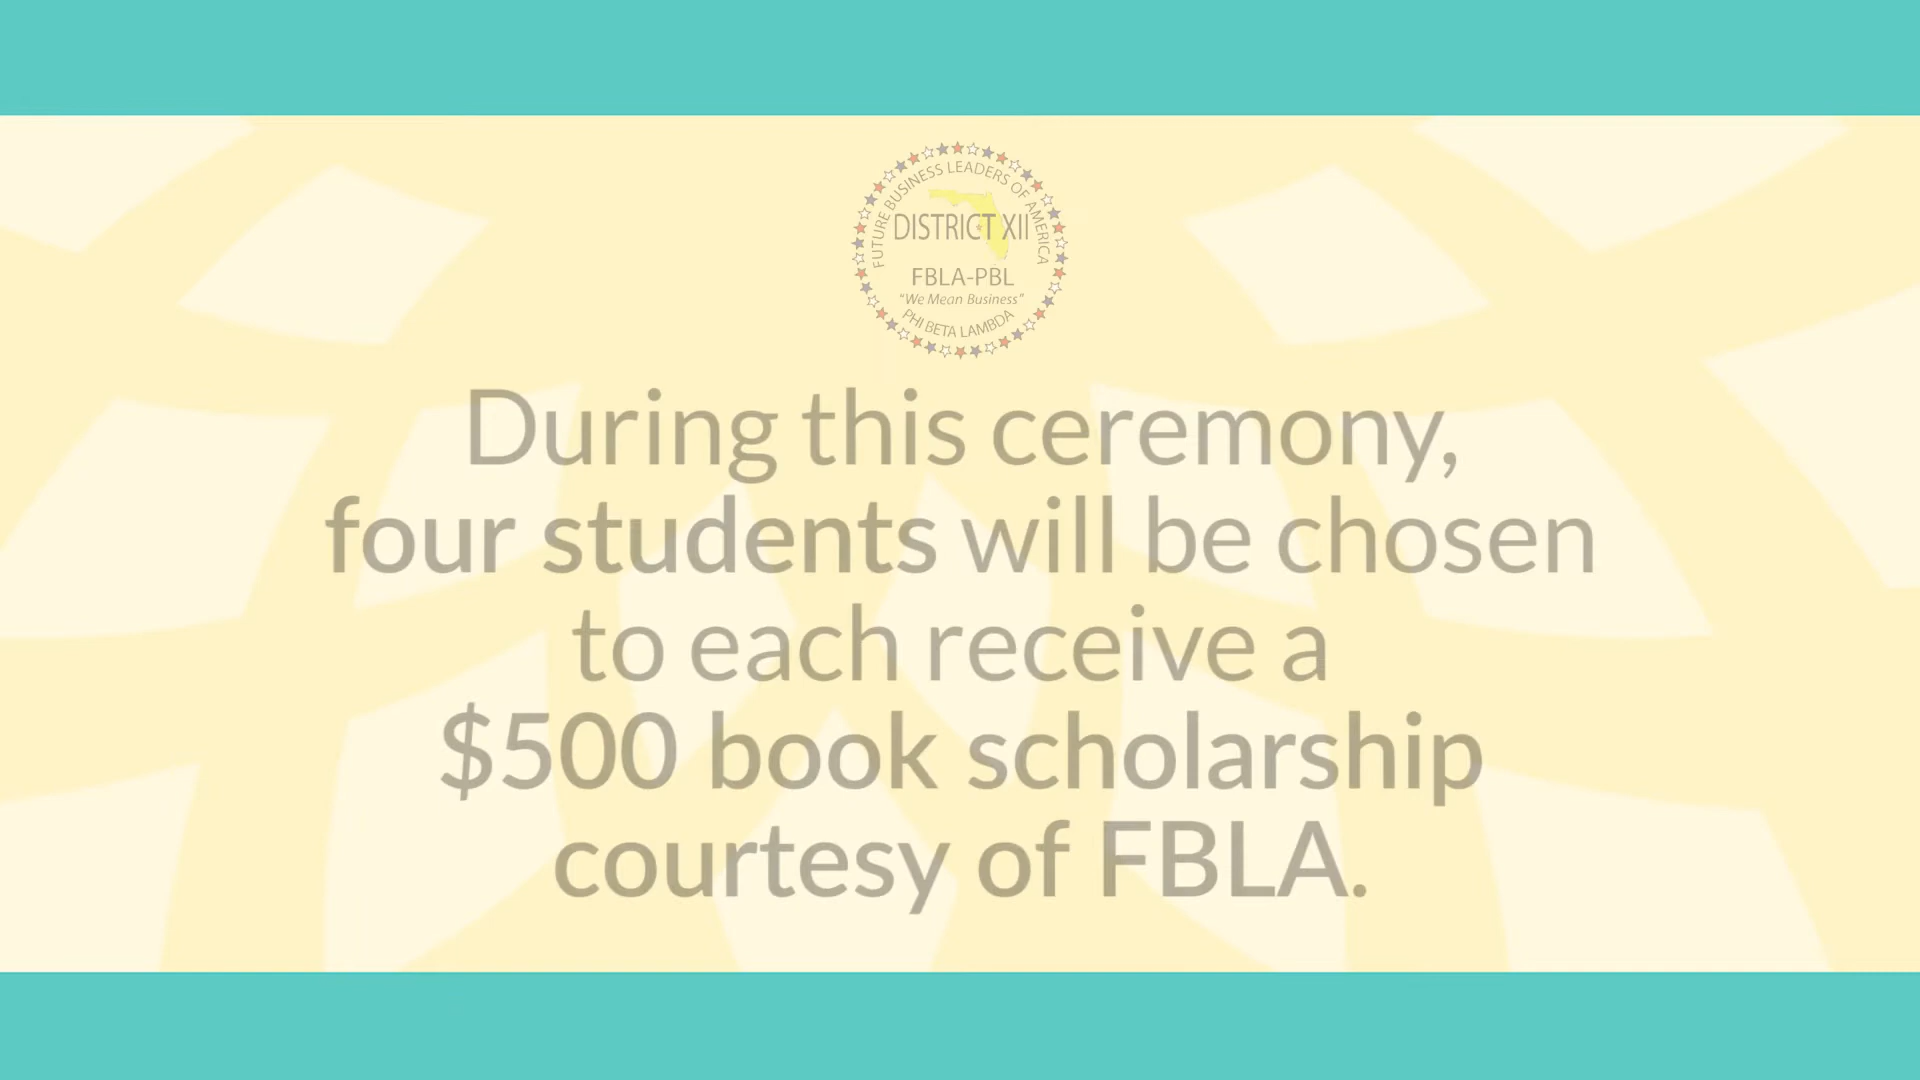 FUTURE BUSINESS LEADERS OF AMERICA
DISTRICT XII
FBLA-PBL
"We Mean Business"
PHI BETA LAMBDA
During this ceremony,
four students will be chosen
to each receive a
$500 book scholarship
courtesy of FBLA.